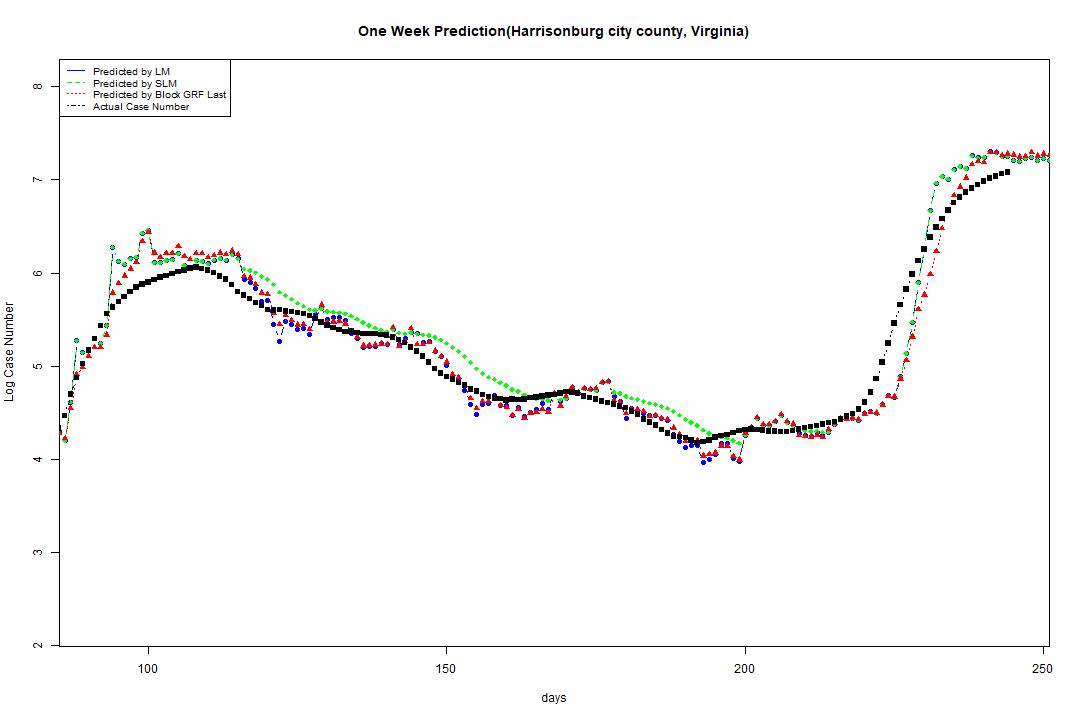 One Week Prediction(Harrisonburg city county, Virginia)
Predicted by LM
Predicted by SLM
Predicted by Block GRF Last
Actual Case Number
8
7
6
5
4
3
2
Log Case Number
100
150
200
250
days